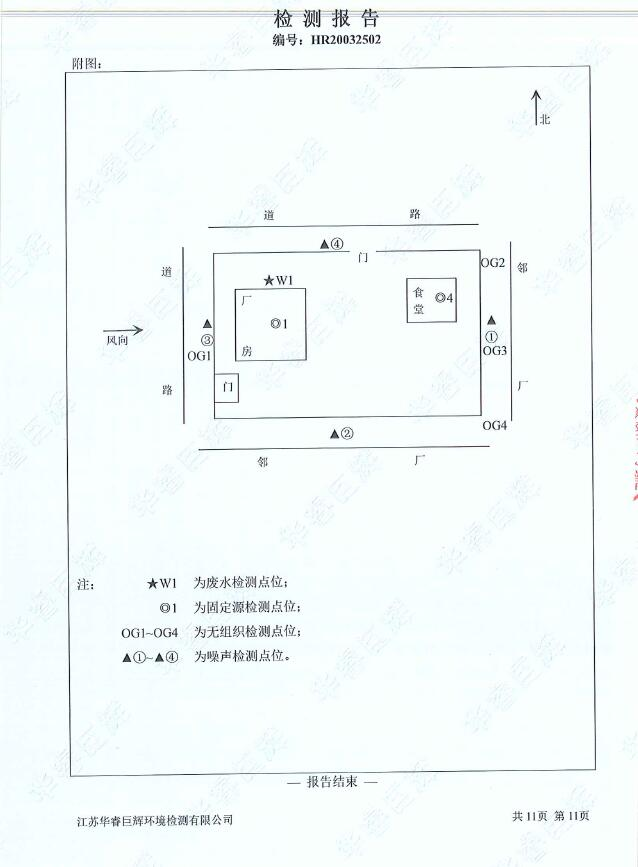 检测报告
编号：HR20032502
附图：
北
道 路
▲④
门
道
OG2
邻
★W1
厂
食
堂
◎4
◎1
▲
③
▲
①
风向
OG1
房
OG3
路
门
厂
OG4
▲②
邻 厂
注： ★W1 为废水检测点位；
◎1 为固定源检测点位；
OG1~OG4 为无组织检测点位；
▲①~▲④ 为噪声检测点位。
— 报告结束 —
江苏华睿巨辉环境检测有限公司
共11页 第11页
华睿巨辉